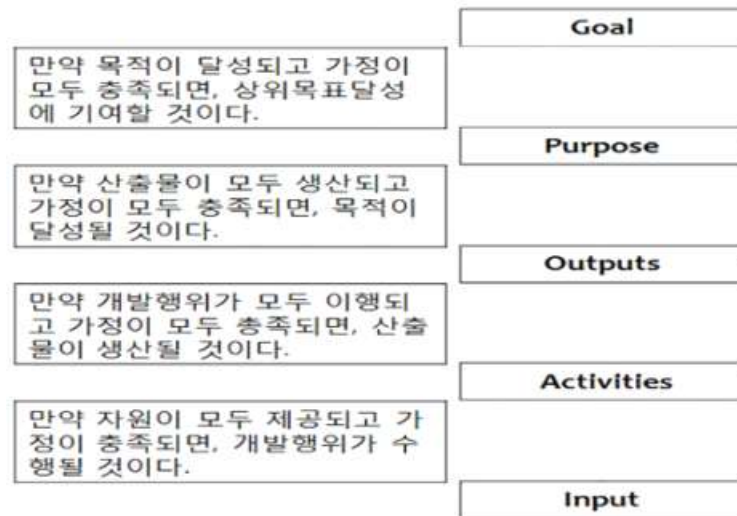 Goal
만약 목적이 달성되고 가정이
모두 충족되면, 상위목표달성
에 기여할 것이다.
Purpose
만약 산출물이 모두 생산되고
가정이 모두 충족되면, 목적이
달성될 것이다.
Outputs
만약 개발행위가 모두 이행되
고 가정이 모두 총족되면, 산출
물이 생산될 것이다.
Activities
만약 자원이 모두 제공되고 가
정이 충족되면, 개발행위가 수
행될 것이다.
Input